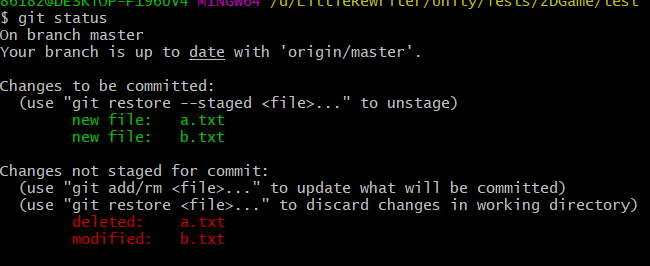 MINGW64 /d/LittleRewriter/Unity/Tests/2DGame/test
$ git status
On branch master
Your branch is up to date with 'origin/master'.
Changes to be committed:
(use "git restore --staged <file>..." to unstage)
new file: a.txt
new file: b.txt
Changes not staged for commit:
(use "git add/rm <file>..." to update what will be committed)
(use "git restore <file>..." to discard changes in working directory)
deleted: a.txt
modified: b.txt